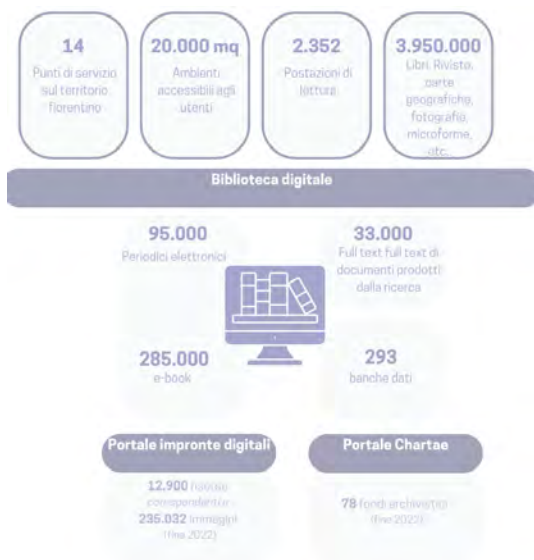 14
Punti di servizio
sul territorio
fiorentino
20.000 mq
Ambienti
accessibili agli
utenti
2.352
Postazioni di
lettura
3.950.000
Libri, Riviste,
carte
geografiche,
fotografie,
microforme,
etc.
Biblioteca digitale
95.000
Periodici elettronici
33.000
Full text full text di
documenti prodotti
dalla ricerca
285.000
e-book
293
banche dati
Portale impronte digitali
12.900
235.032 immagini
(fine 2022)
Portale Chartae
78 fondi archivistici
(fine 2022)